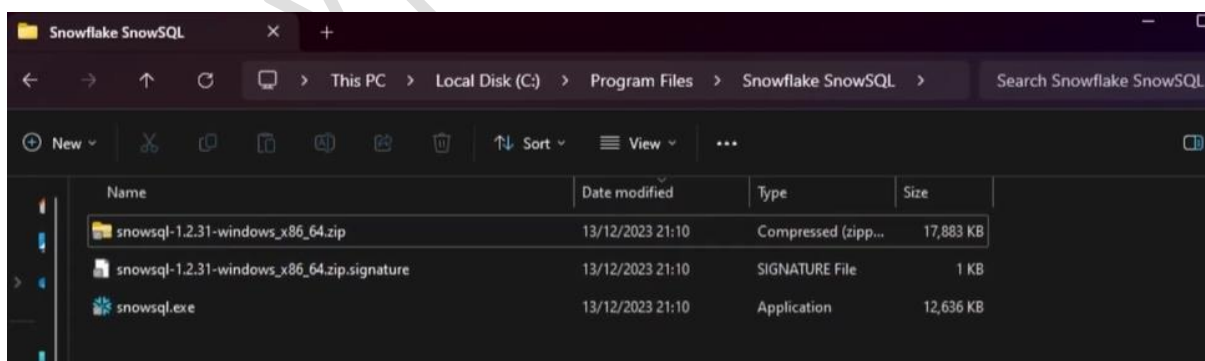 Snowflake SnowSQL
This PC > Local Disk (C:) > Program Files > Snowflake SnowSQL > Search Snowflake SnowSQL
New Sort View
Name Date modified Type Size
snowsql-1.2.31-windows_x86_64.zip 13/12/2023 21:10 Compressed (zipp... 17,883 KB
snowsql-1.2.31-windows_x86_64.zip.signature 13/12/2023 21:10 SIGNATURE File 1 KB
snowsql.exe 13/12/2023 21:10 Application 12,636 KB